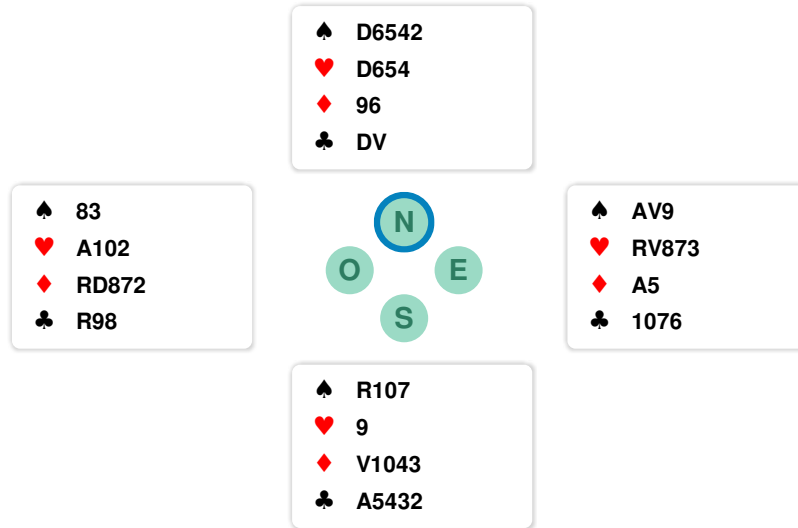 ♠ D6542
♥ D654
♦ 96
♣ DV
♠ 83
♥ A102
♦ RD872
♣ R98
N
O E
S
♠ AV9
♥ RV873
♦ A5
♣ 1076
♠ R107
♥ 9
♦ V1043
♣ A5432